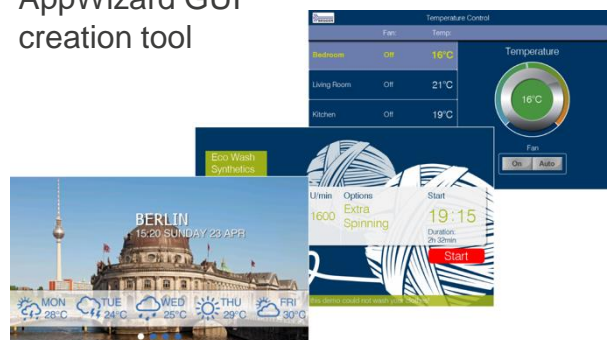 AppWizard GUI
creation tool
Temperature Control
Fan: Temp:
Bedroom Off 16°C
Living Room Off 21°C
Kitchen Off 19°C
Temperature
16°C
Fan
On Auto
Eco Wash
Synthetics
U/min Options Start
1600 Extra
Spinning
19:15
Duration:
2h 32min
Start
this demo could not wash your clothes!
BERLIN
15:20 SUNDAY 23 APR
MON TUE WED THU FRI
28°C 24°C 25°C 29°C 30°C